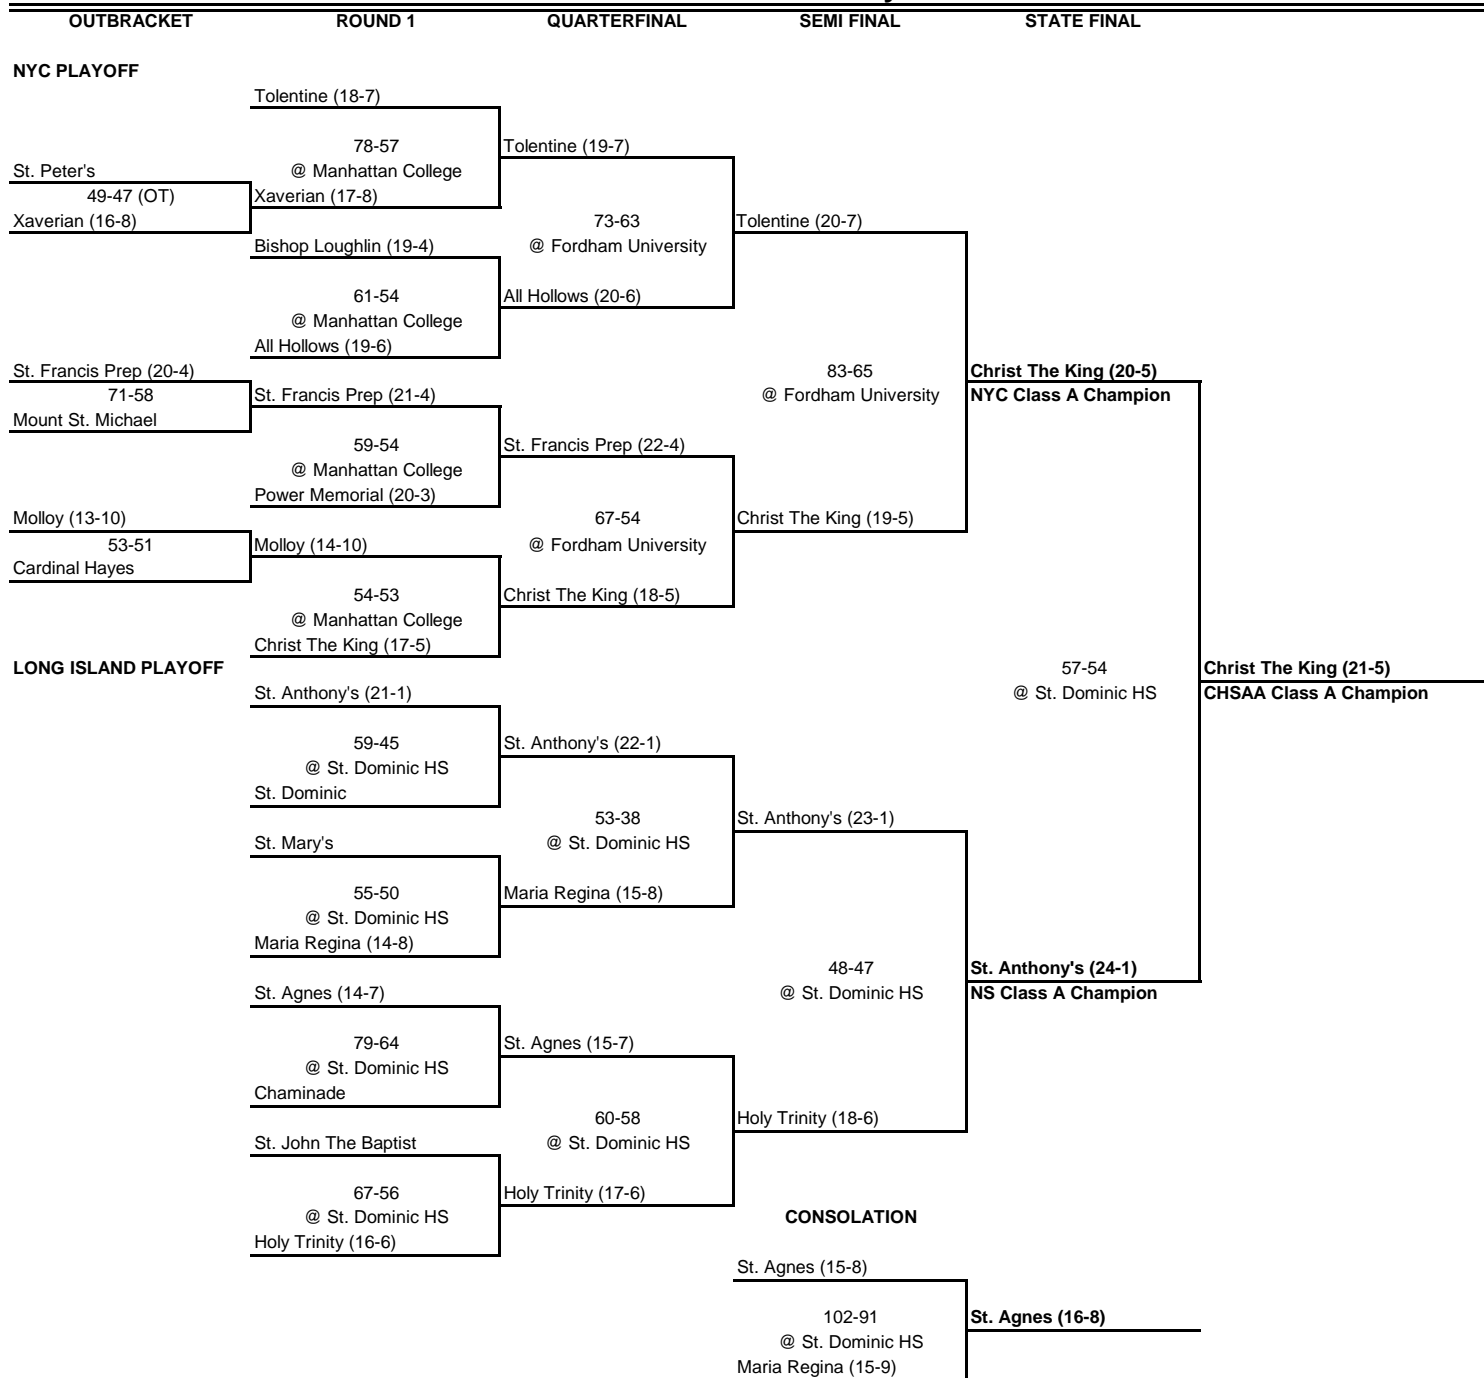 OUTBRACKET ROUND 1 QUARTERFINAL SEMI FINAL STATE FINAL
NYC PLAYOFF
Tolentine (18-7)
78-57 Tolentine (19-7)
St. Peter's @ Manhattan College
49-47 (OT) Xaverian (17-8)
Xaverian (16-8) 73-63 Tolentine (20-7)
Bishop Loughlin (19-4) @ Fordham University
61-54 All Hollows (20-6)
@ Manhattan College
All Hollows (19-6)
St. Francis Prep (20-4) 83-65 Christ The King (20-5)
71-58 St. Francis Prep (21-4) @ Fordham University NYC Class A Champion
Mount St. Michael
59-54 St. Francis Prep (22-4)
@ Manhattan College
Power Memorial (20-3)
Molloy (13-10) 67-54 Christ The King (19-5)
53-51 Molloy (14-10) @ Fordham University
Cardinal Hayes
54-53 Christ The King (18-5)
@ Manhattan College
Christ The King (17-5)
LONG ISLAND PLAYOFF 57-54 Christ The King (21-5)
St. Anthony's (21-1) @ St. Dominic HS CHSAA Class A Champion
59-45 St. Anthony's (22-1)
@ St. Dominic HS
St. Dominic
53-38 St. Anthony's (23-1)
St. Mary's @ St. Dominic HS
55-50 Maria Regina (15-8)
@ St. Dominic HS
Maria Regina (14-8)
48-47 St. Anthony's (24-1)
St. Agnes (14-7) @ St. Dominic HS NS Class A Champion
79-64 St. Agnes (15-7)
@ St. Dominic HS
Chaminade
60-58 Holy Trinity (18-6)
St. John The Baptist @ St. Dominic HS
67-56 Holy Trinity (17-6)
@ St. Dominic HS CONSOLATION
Holy Trinity (16-6)
St. Agnes (15-8)
102-91 St. Agnes (16-8)
@ St. Dominic HS
Maria Regina (15-9)